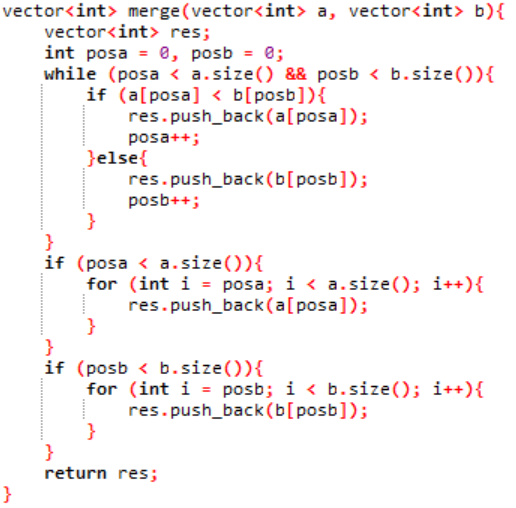 vector<int> merge(vector<int> a, vector<int> b){
    vector<int> res;
    int posa = 0, posb = 0;
    while (posa < a.size() && posb < b.size()){
        if (a[posa] < b[posb]){
            res.push_back(a[posa]);
            posa++;
        }else{
            res.push_back(b[posb]);
            posb++;
        }
    }
    if (posa < a.size()){
        for (int i = posa; i < a.size(); i++){
            res.push_back(a[posa]);
        }
    }
    if (posb < b.size()){
        for (int i = posb; i < b.size(); i++){
            res.push_back(b[posb]);
        }
    }
    return res;
}